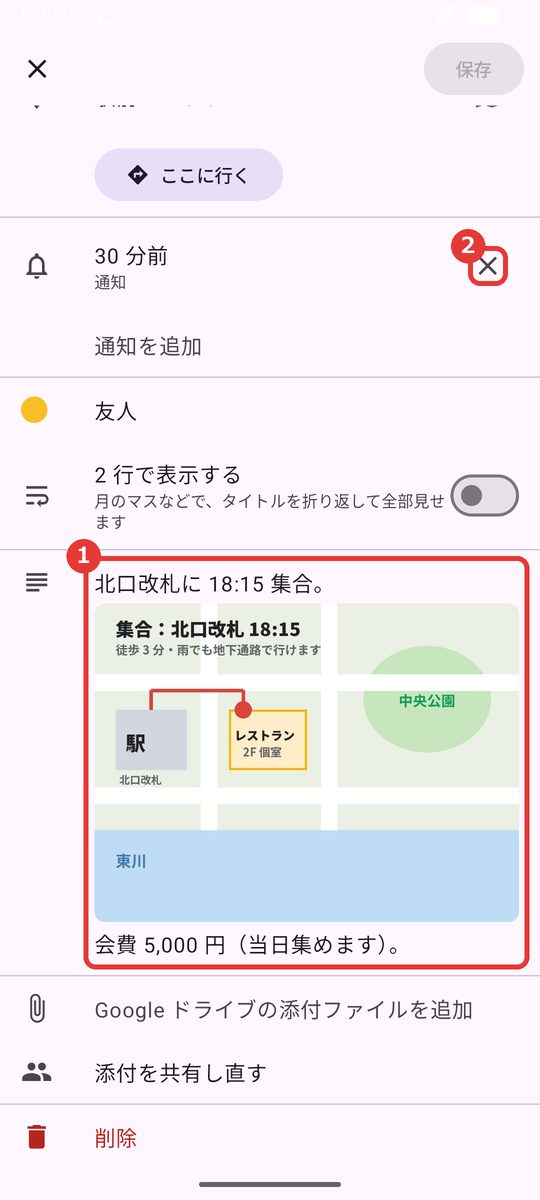 9:30
保存
ここに行く
30 分前
2
通知
通知を追加
友人
2 行で表示する
月のマスなどで、タイトルを折り返して全部見せ
ます
1
北口改札に 18:15 集合。
集合：北口改札 18:15
徒歩 3 分・雨でも地下通路で行けます
中央公園
駅
レストラン
2F 個室
北口改札
東川
会費 5,000 円（当日集めます）。
Google ドライブの添付ファイルを追加
添付を共有し直す
削除